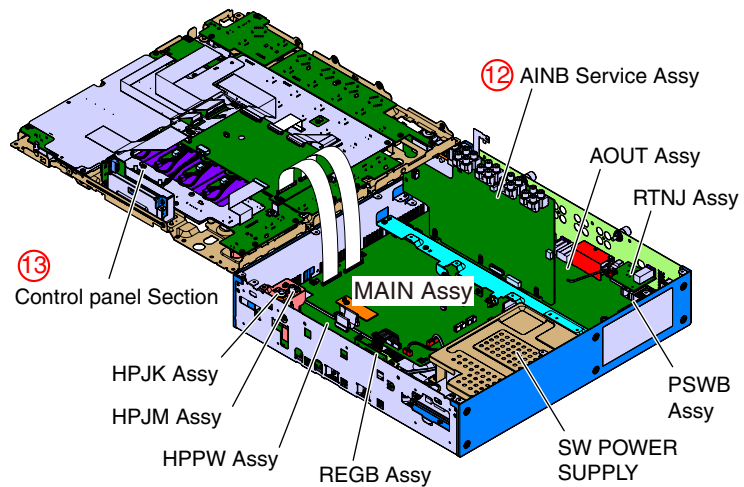 ⑫ AINB Service Assy
AOUT Assy
RTNJ Assy
⑬
Control panel Section
MAIN Assy
HPJK Assy
HPJM Assy
HPPW Assy
REGB Assy
SW POWER
SUPPLY
PSWB
Assy